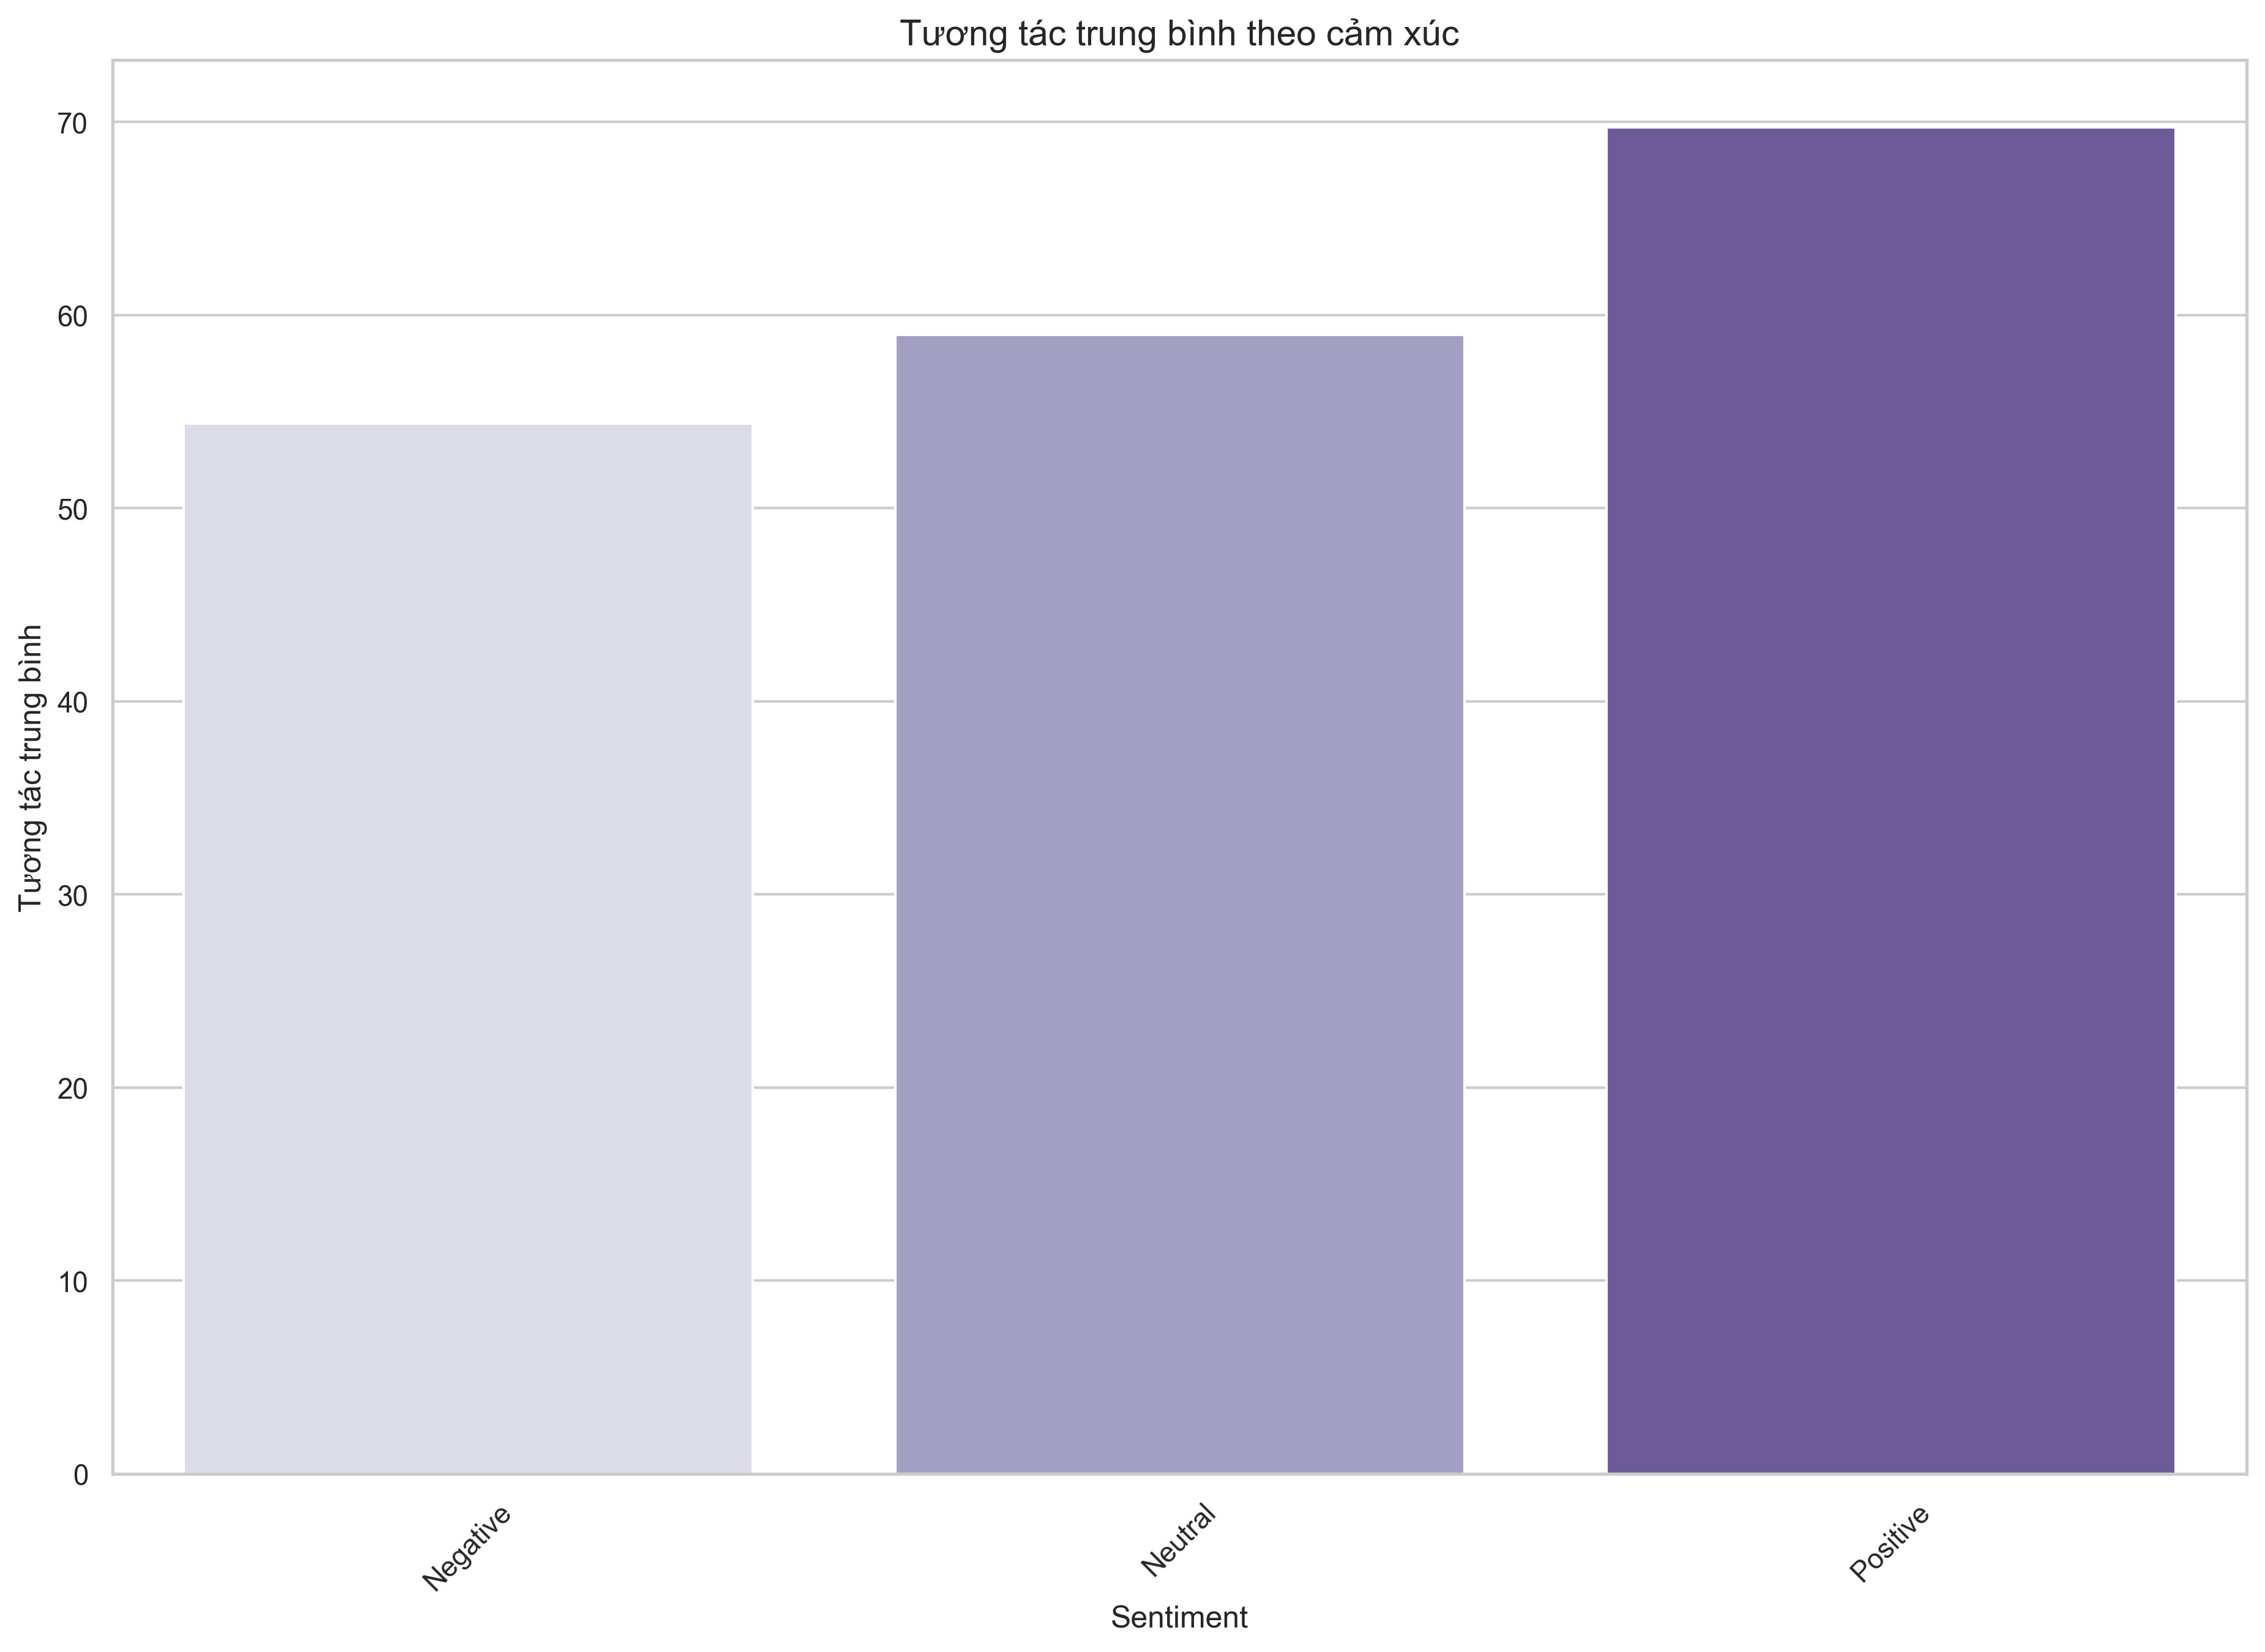 Tương tác trung bình theo cảm xúc
Tương tác trung bình
70
60
50
40
30
20
10
0
Negative
Neutral
Positive
Sentiment